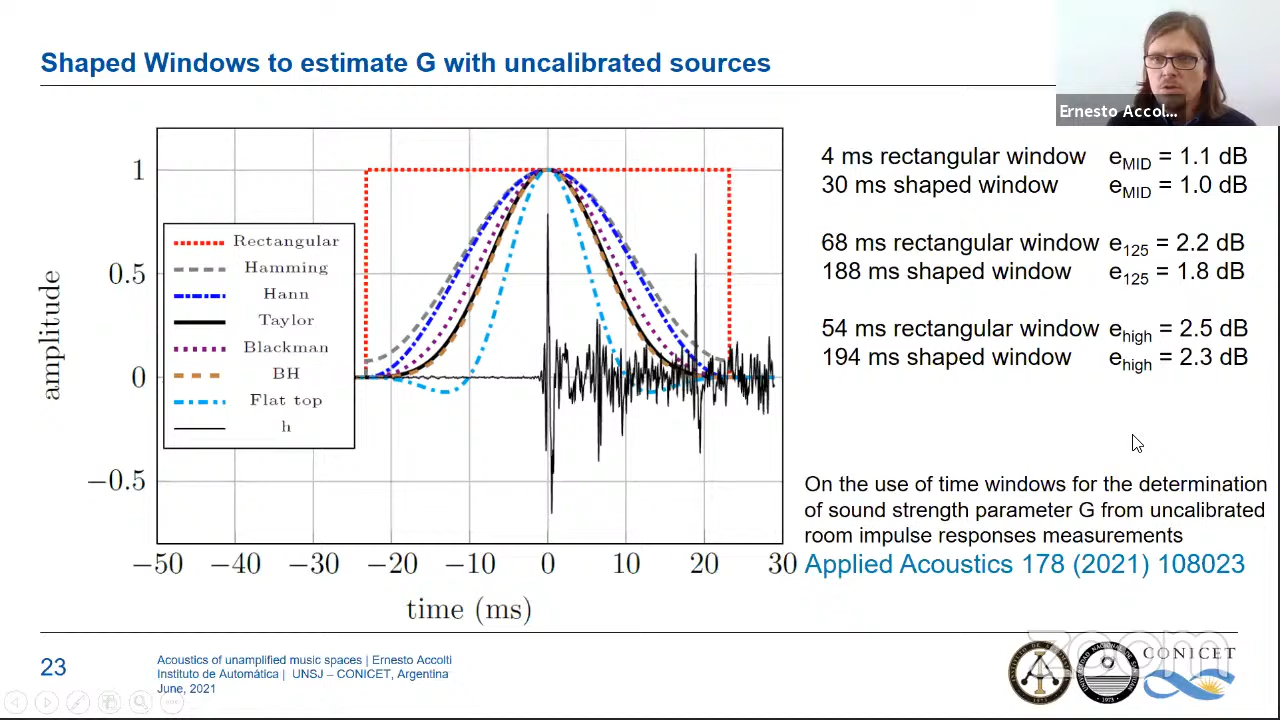 Shaped Windows to estimate G with uncalibrated sources
Ernesto Accol...
4 ms rectangular window e_MID = 1.1 dB
30 ms shaped window e_MID = 1.0 dB
68 ms rectangular window e_125 = 2.2 dB
188 ms shaped window e_125 = 1.8 dB
54 ms rectangular window e_high = 2.5 dB
194 ms shaped window e_high = 2.3 dB
1
0.5
0
−0.5
amplitude
Rectangular
Hamming
Hann
Taylor
Blackman
BH
Flat top
h
−50 −40 −30 −20 −10 0 10 20 30
time (ms)
On the use of time windows for the determination
of sound strength parameter G from uncalibrated
room impulse responses measurements
Applied Acoustics 178 (2021) 108023
23
Acoustics of unamplified music spaces | Ernesto Accolti
Instituto de Automática | UNSJ – CONICET, Argentina
June, 2021
zoom
CONICET